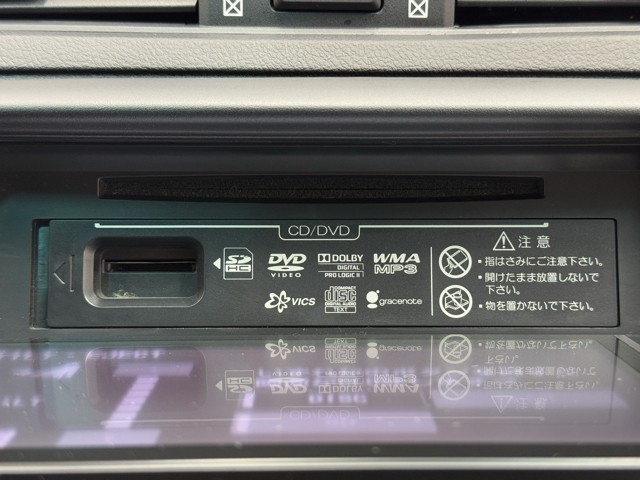 CD/DVD
SD HC
DVD VIDEO
DOLBY DIGITAL PRO LOGIC II
WMA MP3
VICS
COMPACT disc DIGITAL AUDIO TEXT
gracenote
注意
・指はさみにご注意下さい。
・開けたまま放置しないで
下さい。
・物を置かないで下さい。